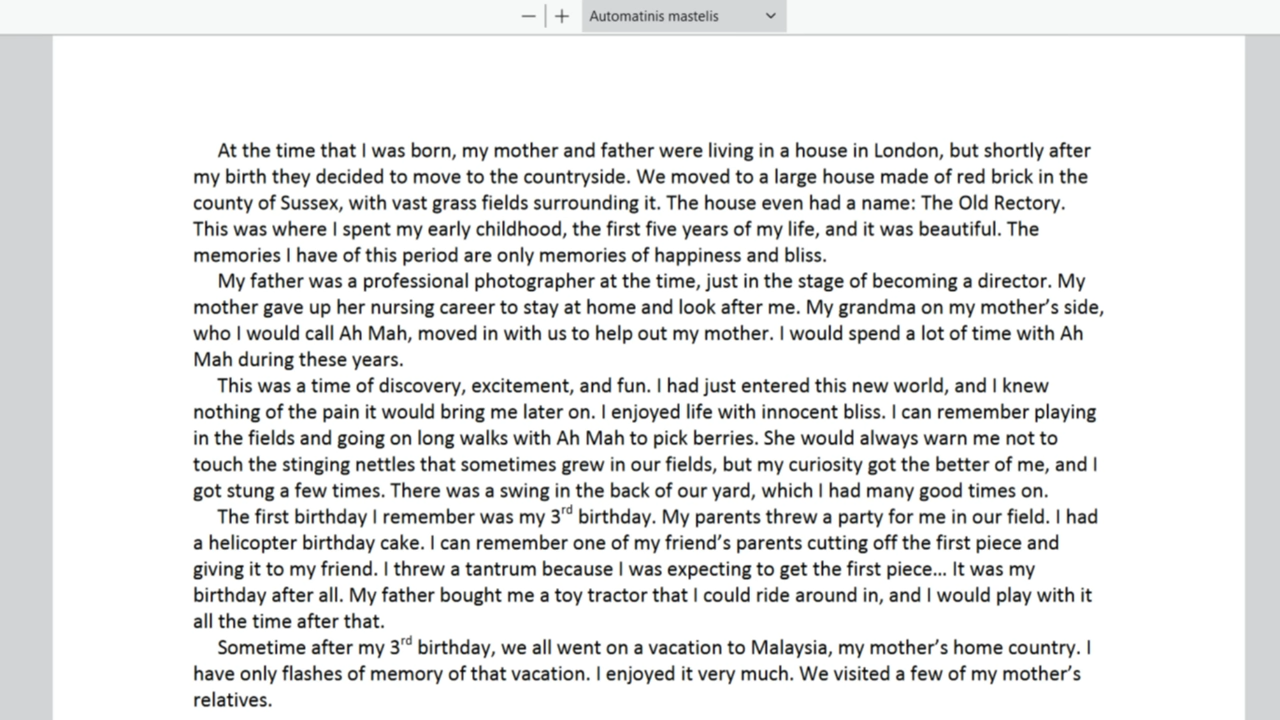 Automatinis mastelis
At the time that I was born, my mother and father were living in a house in London, but shortly after
my birth they decided to move to the countryside. We moved to a large house made of red brick in the
county of Sussex, with vast grass fields surrounding it. The house even had a name: The Old Rectory.
This was where I spent my early childhood, the first five years of my life, and it was beautiful. The
memories I have of this period are only memories of happiness and bliss.
My father was a professional photographer at the time, just in the stage of becoming a director. My
mother gave up her nursing career to stay at home and look after me. My grandma on my mother’s side,
who I would call Ah Mah, moved in with us to help out my mother. I would spend a lot of time with Ah
Mah during these years.
This was a time of discovery, excitement, and fun. I had just entered this new world, and I knew
nothing of the pain it would bring me later on. I enjoyed life with innocent bliss. I can remember playing
in the fields and going on long walks with Ah Mah to pick berries. She would always warn me not to
touch the stinging nettles that sometimes grew in our fields, but my curiosity got the better of me, and I
got stung a few times. There was a swing in the back of our yard, which I had many good times on.
The first birthday I remember was my 3rd birthday. My parents threw a party for me in our field. I had
a helicopter birthday cake. I can remember one of my friend’s parents cutting off the first piece and
giving it to my friend. I threw a tantrum because I was expecting to get the first piece... It was my
birthday after all. My father bought me a toy tractor that I could ride around in, and I would play with it
all the time after that.
Sometime after my 3rd birthday, we all went on a vacation to Malaysia, my mother’s home country. I
have only flashes of memory of that vacation. I enjoyed it very much. We visited a few of my mother’s
relatives.